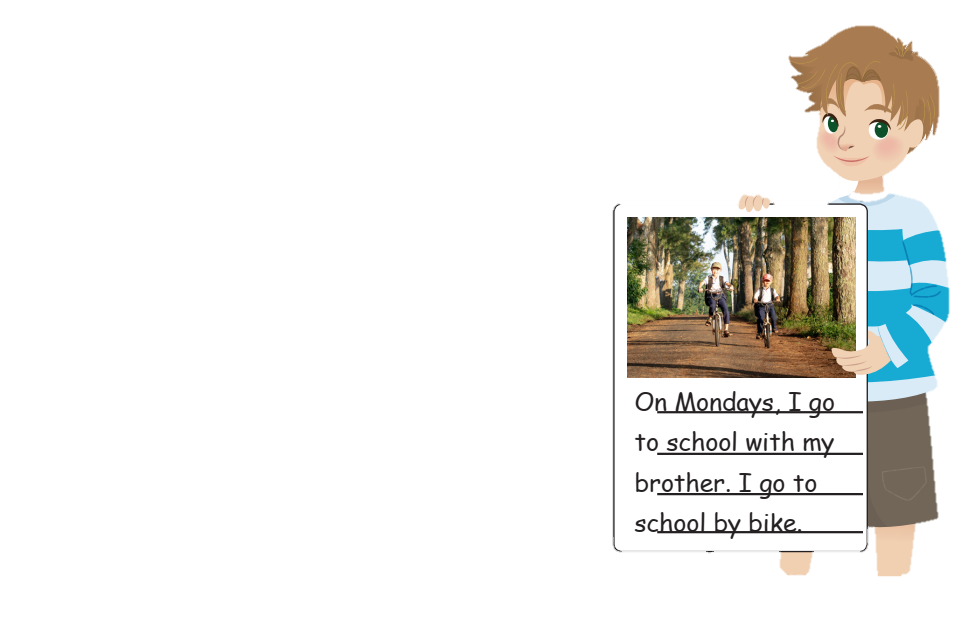 On Mondays, I go
to school with my
brother. I go to
school by bike.